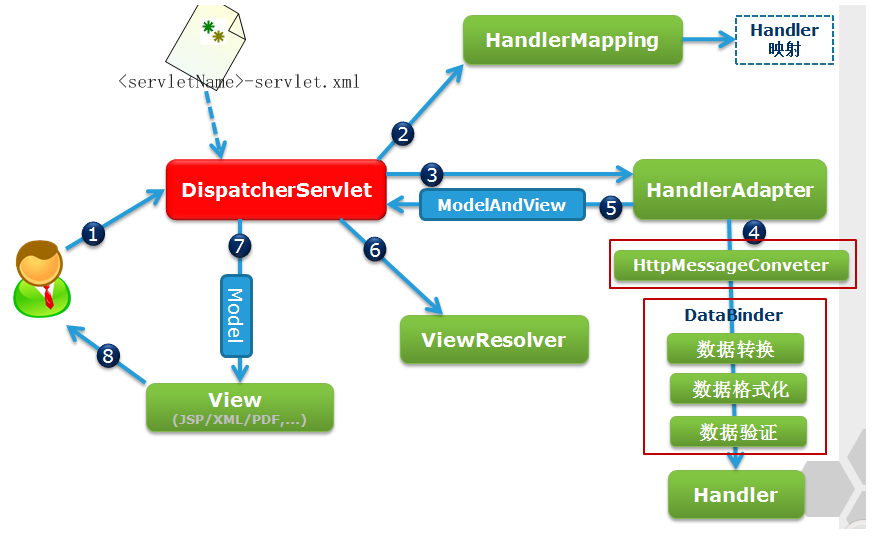 <servletName>-servlet.xml
HandlerMapping
Handler
映射
2
DispatcherServlet
3
HandlerAdapter
ModelAndView
5
1
7
6
4
HttpMessageConveter
Model
DataBinder
ViewResolver
数据转换
8
View
(JSP/XML/PDF,...)
数据格式化
数据验证
Handler